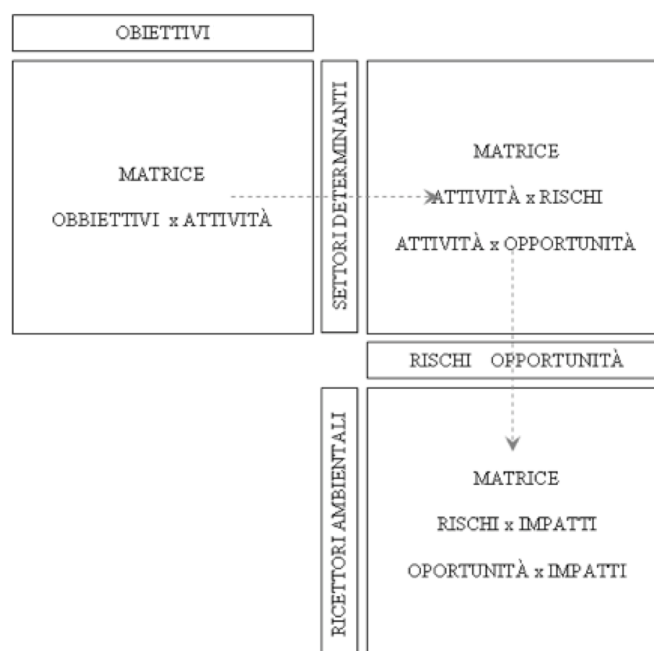 OBIETTIVI
MATRICE
OBBIETTIVI x ATTIVITÀ
SETTORI DETERMINANTI
MATRICE
ATTIVITÀ x RISCHI
ATTIVITÀ x OPPORTUNITÀ
RISCHI OPPORTUNITÀ
RICETTORI AMBIENTALI
MATRICE
RISCHI x IMPATTI
OPORTUNITÀ x IMPATTI